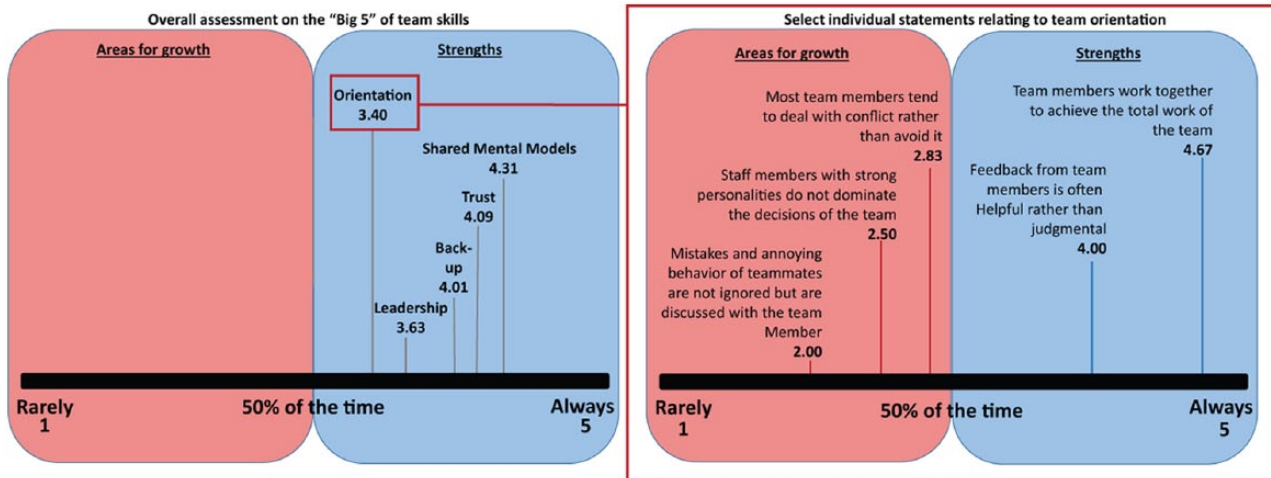 Overall assessment on the “Big 5” of team skills
Areas for growth
Strengths
Orientation
3.40
Shared Mental Models
4.31
Trust
4.09
Back-
up
4.01
Leadership
3.63
Rarely
1
50% of the time
Always
5
Select individual statements relating to team orientation
Areas for growth
Strengths
Most team members tend
to deal with conflict rather
than avoid it
2.83
Staff members with strong
personalities do not dominate
the decisions of the team
2.50
Mistakes and annoying
behavior of teammates
are not ignored but are
discussed with the team
Member
2.00
Team members work together
to achieve the total work of
the team
4.67
Feedback from team
members is often
Helpful rather than
judgmental
4.00
Rarely
1
50% of the time
Always
5